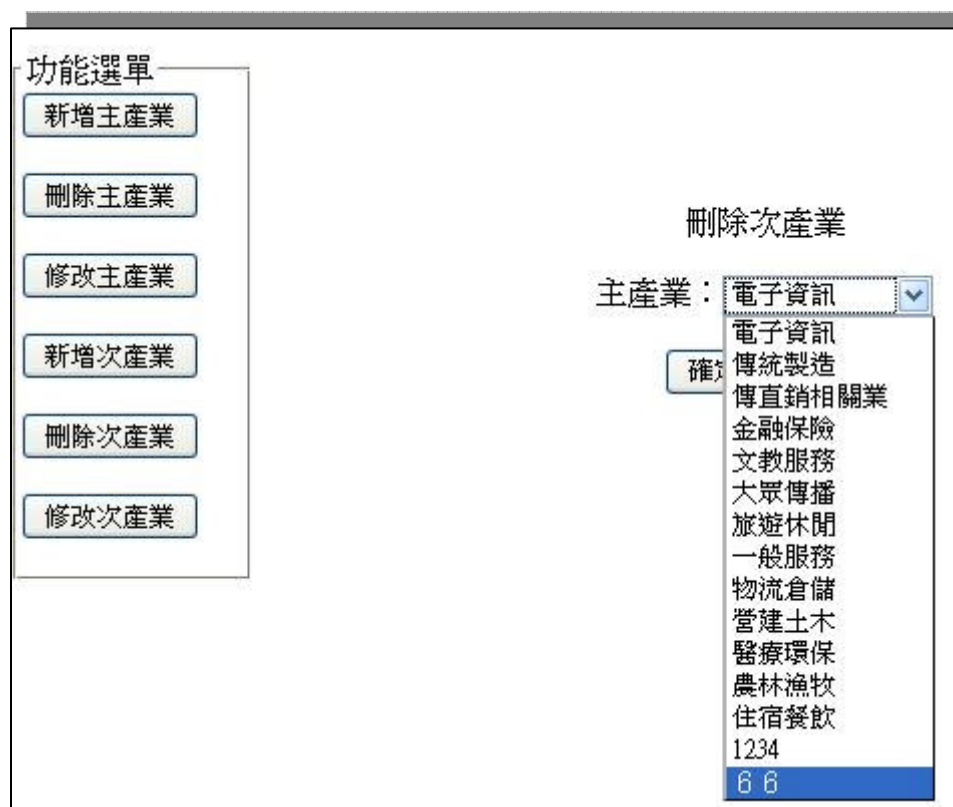 功能選單
新增主產業
刪除主產業
修改主產業
新增次產業
刪除次產業
修改次產業
刪除次產業
主產業：電子資訊
確定
電子資訊
傳統製造
傳直銷相關業
金融保險
文教服務
大眾傳播
旅遊休閒
一般服務
物流倉儲
營建土木
醫療環保
農林漁牧
住宿餐飲
1234
６６